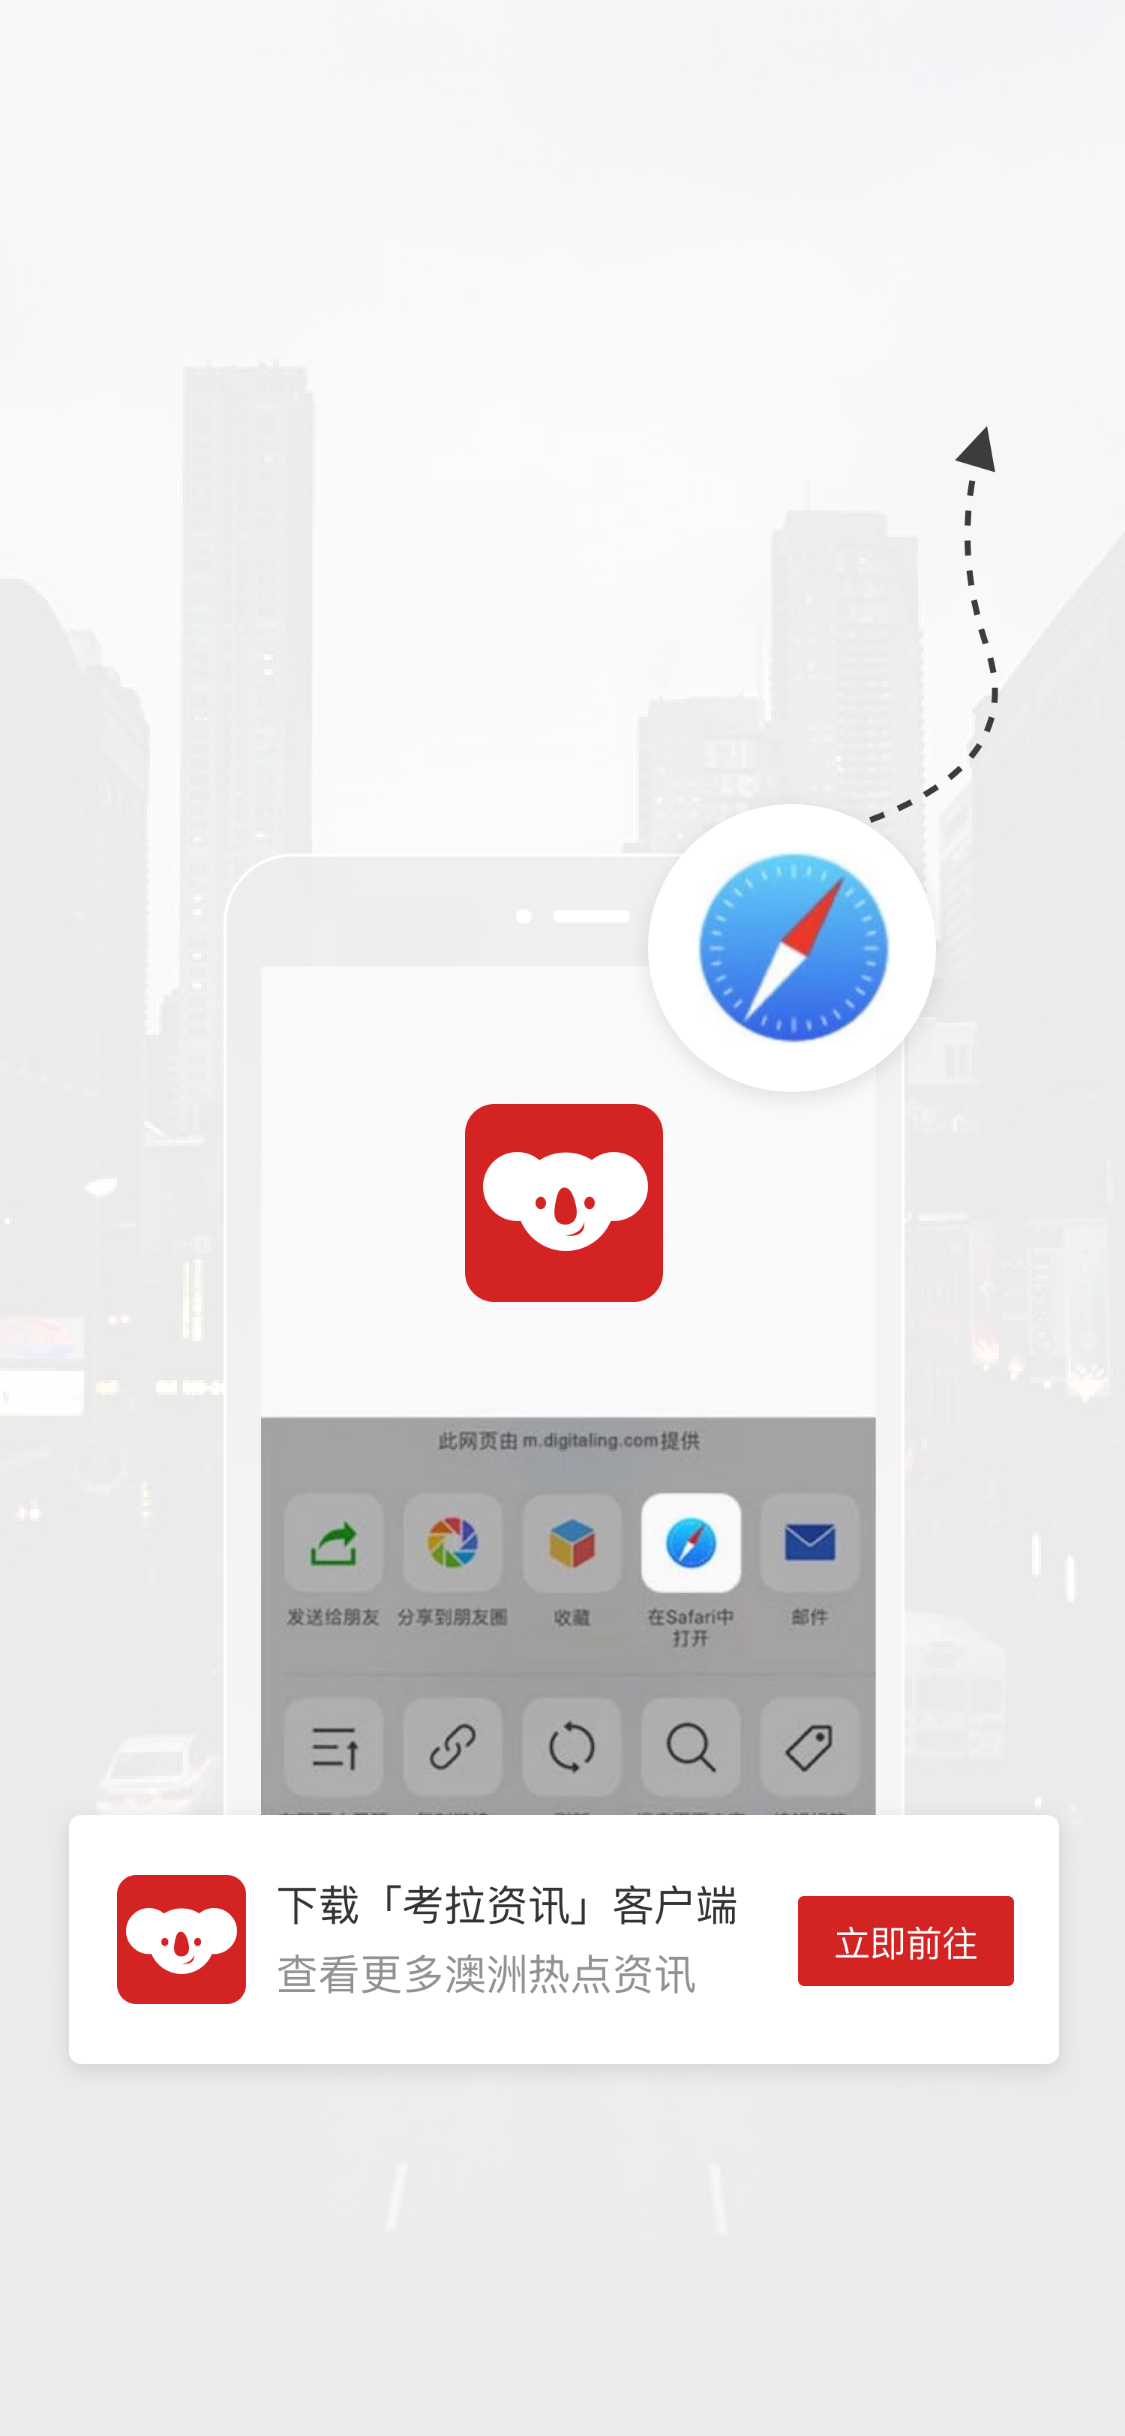 此网页由 m.digitaling.com提供
发送给朋友
分享到朋友圈
收藏
在Safari中
打开
邮件
下载「考拉资讯」客户端
查看更多澳洲热点资讯
立即前往